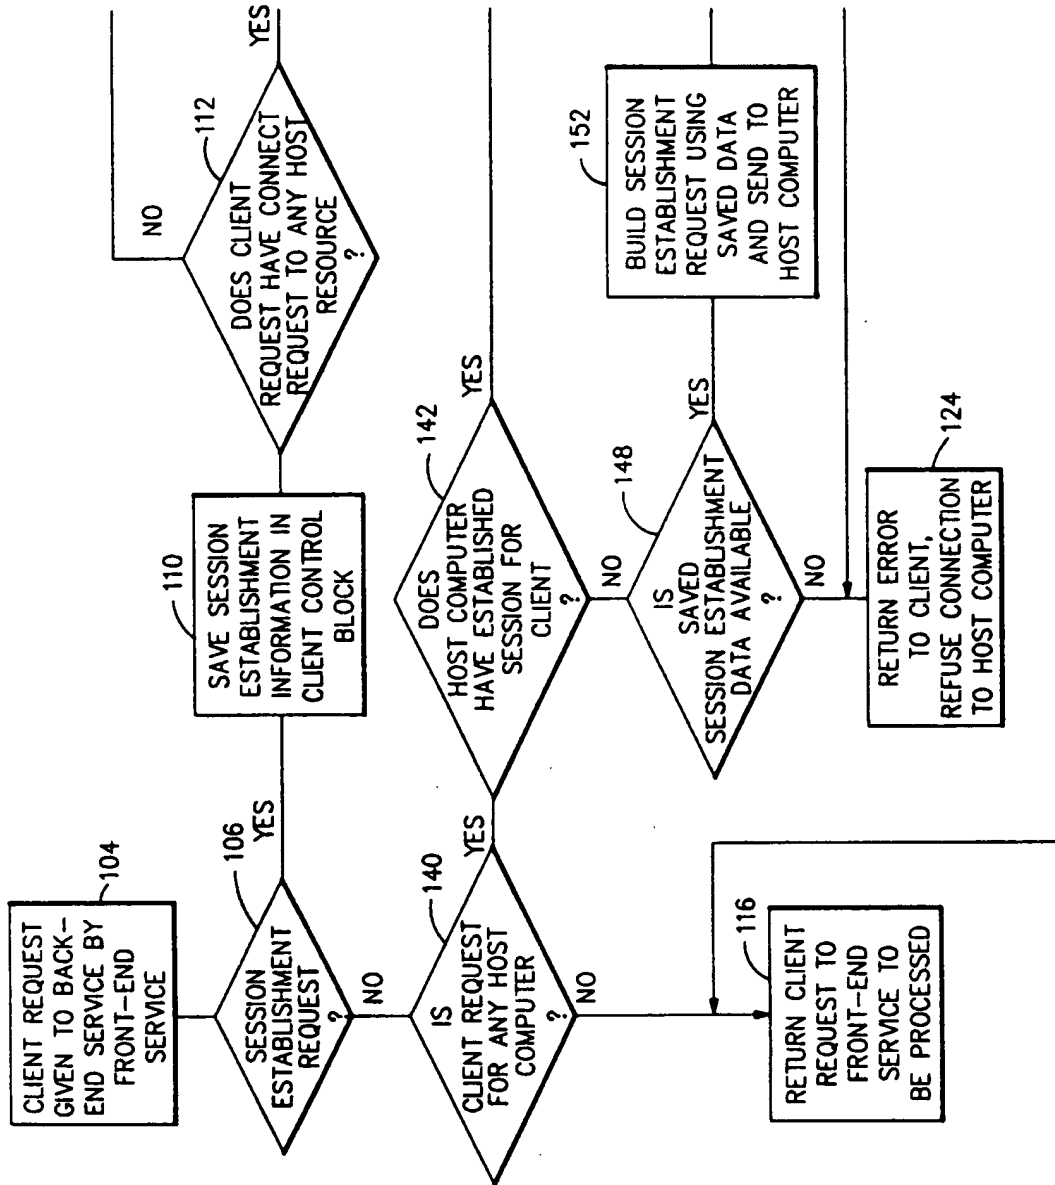 CLIENT REQUEST
GIVEN TO BACK-
END SERVICE BY
FRONT-END
SERVICE
104
SESSION
ESTABLISHMENT
REQUEST
?
106
YES
NO
SAVE SESSION
ESTABLISHMENT
INFORMATION IN
CLIENT CONTROL
BLOCK
110
DOES CLIENT
REQUEST HAVE CONNECT
REQUEST TO ANY HOST
RESOURCE
?
112
NO
YES
IS
CLIENT REQUEST
FOR ANY HOST
COMPUTER
?
140
YES
NO
DOES
HOST COMPUTER
HAVE ESTABLISHED
SESSION FOR
CLIENT
?
142
YES
NO
IS
SAVED
SESSION ESTABLISHMENT
DATA AVAILABLE
?
148
YES
NO
BUILD SESSION
ESTABLISHMENT
REQUEST USING
SAVED DATA
AND SEND TO
HOST COMPUTER
152
RETURN CLIENT
REQUEST TO
FRONT-END
SERVICE TO
BE PROCESSED
116
RETURN ERROR
TO CLIENT,
REFUSE CONNECTION
TO HOST COMPUTER
124